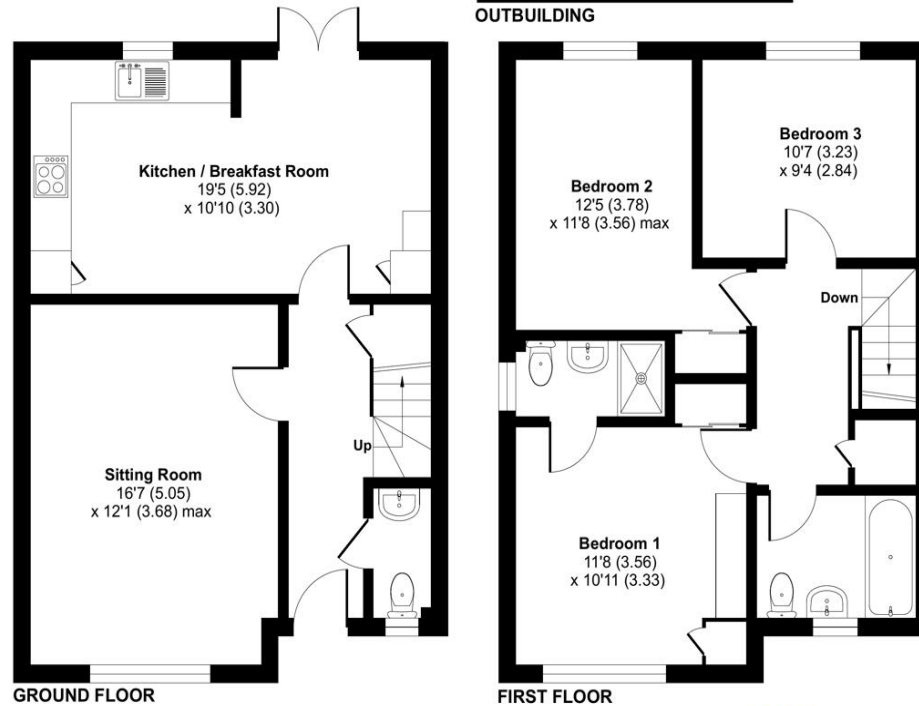 OUTBUILDING
Kitchen / Breakfast Room
19'5 (5.92)
x 10'10 (3.30)
Bedroom 2
12'5 (3.78)
x 11'8 (3.56) max
Bedroom 3
10'7 (3.23)
x 9'4 (2.84)
Down
Up
Sitting Room
16'7 (5.05)
x 12'1 (3.68) max
Bedroom 1
11'8 (3.56)
x 10'11 (3.33)
GROUND FLOOR
FIRST FLOOR